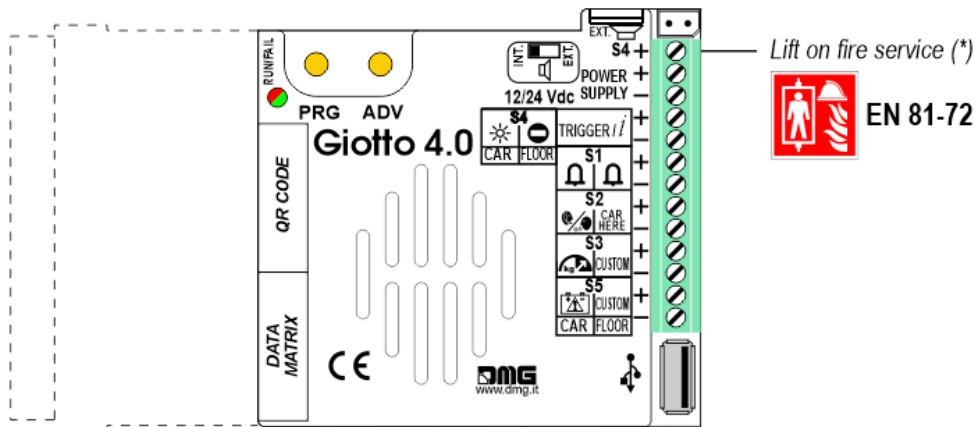 EXT.
RUN/FAIL
INT.
EXT.
S4 +
Lift on fire service (*)
POWER +
SUPPLY –
12/24 Vdc
EN 81-72
PRG ADV
Giotto 4.0
S4
CAR FLOOR
TRIGGER / i
+
–
S1
+
–
S2
CAR HERE
+
–
S3
kg CUSTOM
+
–
S5
CUSTOM
+
–
CAR FLOOR
QR CODE
DATA
MATRIX
CE
DMG
www.dmg.it